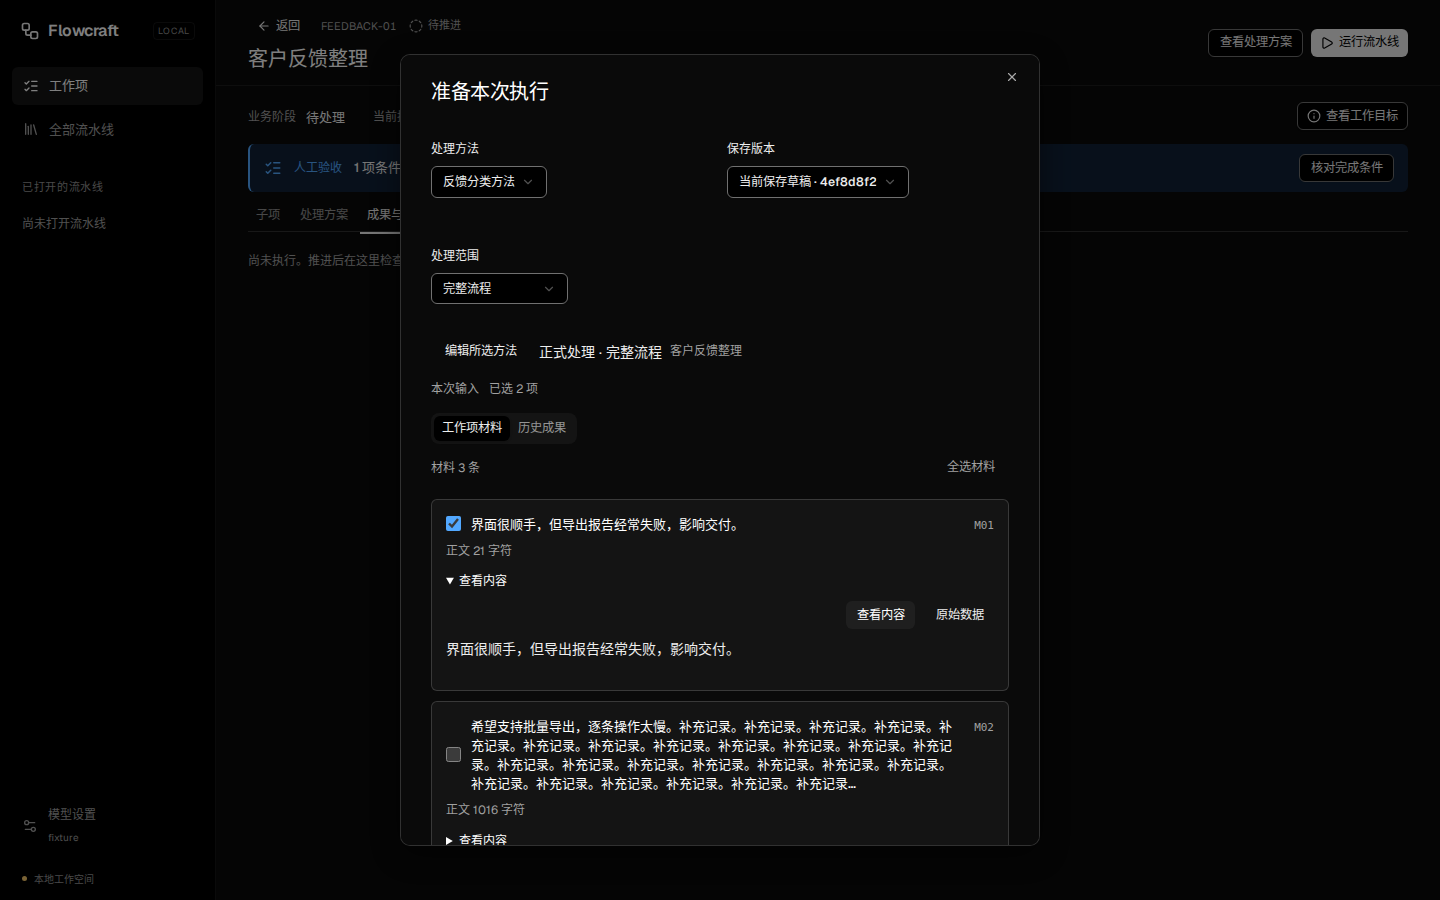 Flowcraft
LOCAL
工作项
全部流水线
已打开的流水线
尚未打开流水线
模型设置
fixture
本地工作空间
返回
FEEDBACK-01
待推进
客户反馈整理
查看处理方案
运行流水线
业务阶段
待处理
查看工作目标
人工验收
1 项条件
核对完成条件
子项
处理方案
成果与
尚未执行。推进后在这里检查
准备本次执行
处理方法
保存版本
反馈分类方法
当前保存草稿 · 4ef8d8f2
处理范围
完整流程
编辑所选方法
正式处理 · 完整流程
客户反馈整理
本次输入
已选 2 项
工作项材料
历史成果
材料 3 条
全选材料
界面很顺手，但导出报告经常失败，影响交付。
M01
正文 21 字符
查看内容
查看内容
原始数据
界面很顺手，但导出报告经常失败，影响交付。
希望支持批量导出，逐条操作太慢。补充记录。补充记录。补充记录。补充记录。补
M02
充记录。补充记录。补充记录。补充记录。补充记录。补充记录。补充记录。补充记
录。补充记录。补充记录。补充记录。补充记录。补充记录。补充记录。补充记录。
补充记录。补充记录。补充记录。补充记录。补充记录。补充记录…
正文 1016 字符
查看内容